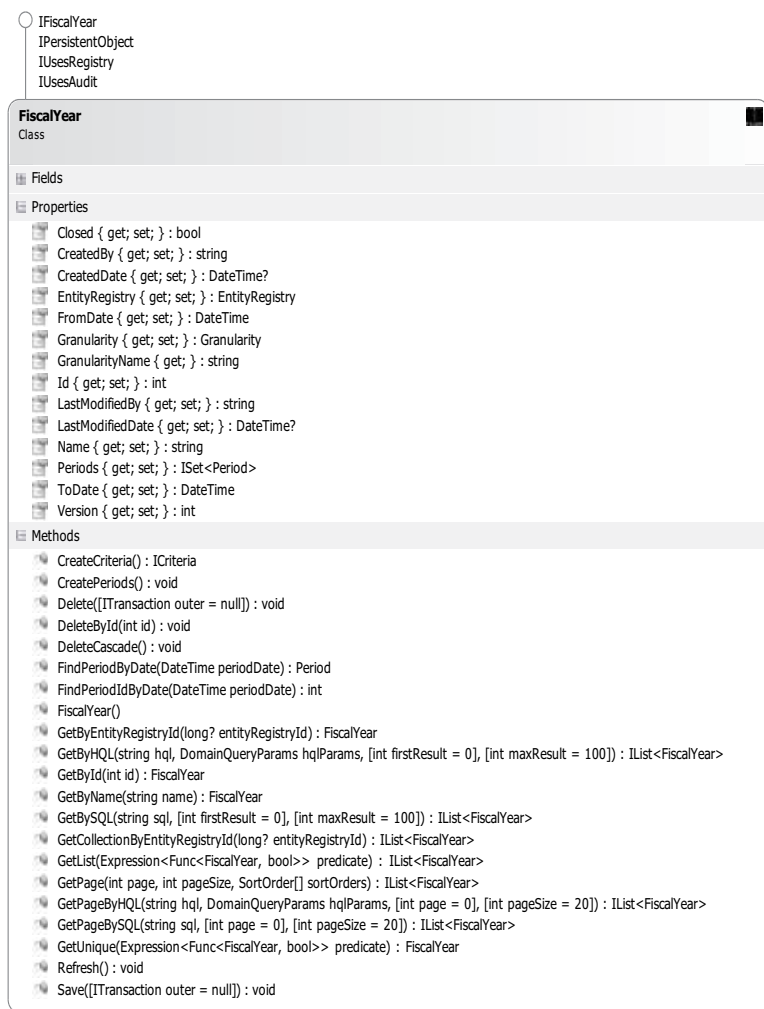 IFiscalYear
IPersistentObject
IUsesRegistry
IUsesAudit
FiscalYear
Class
Fields
Properties
Closed { get; set; } : bool
CreatedBy { get; set; } : string
CreatedDate { get; set; } : DateTime?
EntityRegistry { get; set; } : EntityRegistry
FromDate { get; set; } : DateTime
Granularity { get; set; } : Granularity
GranularityName { get; } : string
Id { get; set; } : int
LastModifiedBy { get; set; } : string
LastModifiedDate { get; set; } : DateTime?
Name { get; set; } : string
Periods { get; set; } : ISet<Period>
ToDate { get; set; } : DateTime
Version { get; set; } : int
Methods
CreateCriteria() : ICriteria
CreatePeriods() : void
Delete([ITransaction outer = null]) : void
DeleteById(int id) : void
DeleteCascade() : void
FindPeriodByDate(DateTime periodDate) : Period
FindPeriodIdByDate(DateTime periodDate) : int
FiscalYear()
GetByEntityRegistryId(long? entityRegistryId) : FiscalYear
GetByHQL(string hql, DomainQueryParams hqlParams, [int firstResult = 0], [int maxResult = 100]) : IList<FiscalYear>
GetById(int id) : FiscalYear
GetByName(string name) : FiscalYear
GetBySQL(string sql, [int firstResult = 0], [int maxResult = 100]) : IList<FiscalYear>
GetCollectionByEntityRegistryId(long? entityRegistryId) : IList<FiscalYear>
GetList(Expression<Func<FiscalYear, bool>> predicate) : IList<FiscalYear>
GetPage(int page, int pageSize, SortOrder[] sortOrders) : IList<FiscalYear>
GetPageByHQL(string hql, DomainQueryParams hqlParams, [int page = 0], [int pageSize = 20]) : IList<FiscalYear>
GetPageBySQL(string sql, [int page = 0], [int pageSize = 20]) : IList<FiscalYear>
GetUnique(Expression<Func<FiscalYear, bool>> predicate) : FiscalYear
Refresh() : void
Save([ITransaction outer = null]) : void